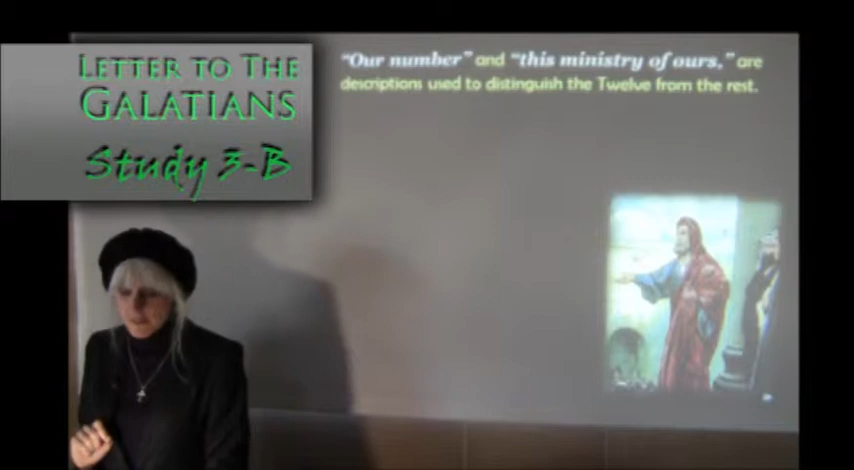 LETTER TO THE
GALATIANS
Study 3-B
"Our number" and "this ministry of ours," are
descriptions used to distinguish the Twelve from the rest.